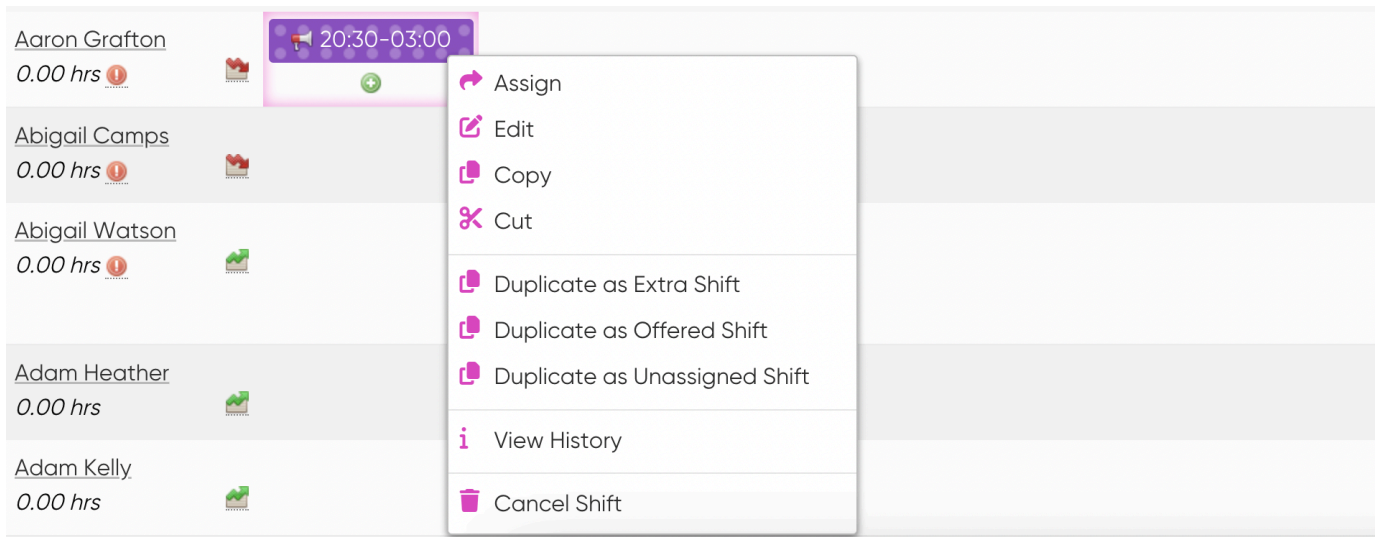 Aaron Grafton
0.00 hrs
20:30-03:00
Abigail Camps
0.00 hrs
Abigail Watson
0.00 hrs
Adam Heather
0.00 hrs
Adam Kelly
0.00 hrs
Assign
Edit
Copy
Cut
Duplicate as Extra Shift
Duplicate as Offered Shift
Duplicate as Unassigned Shift
View History
Cancel Shift